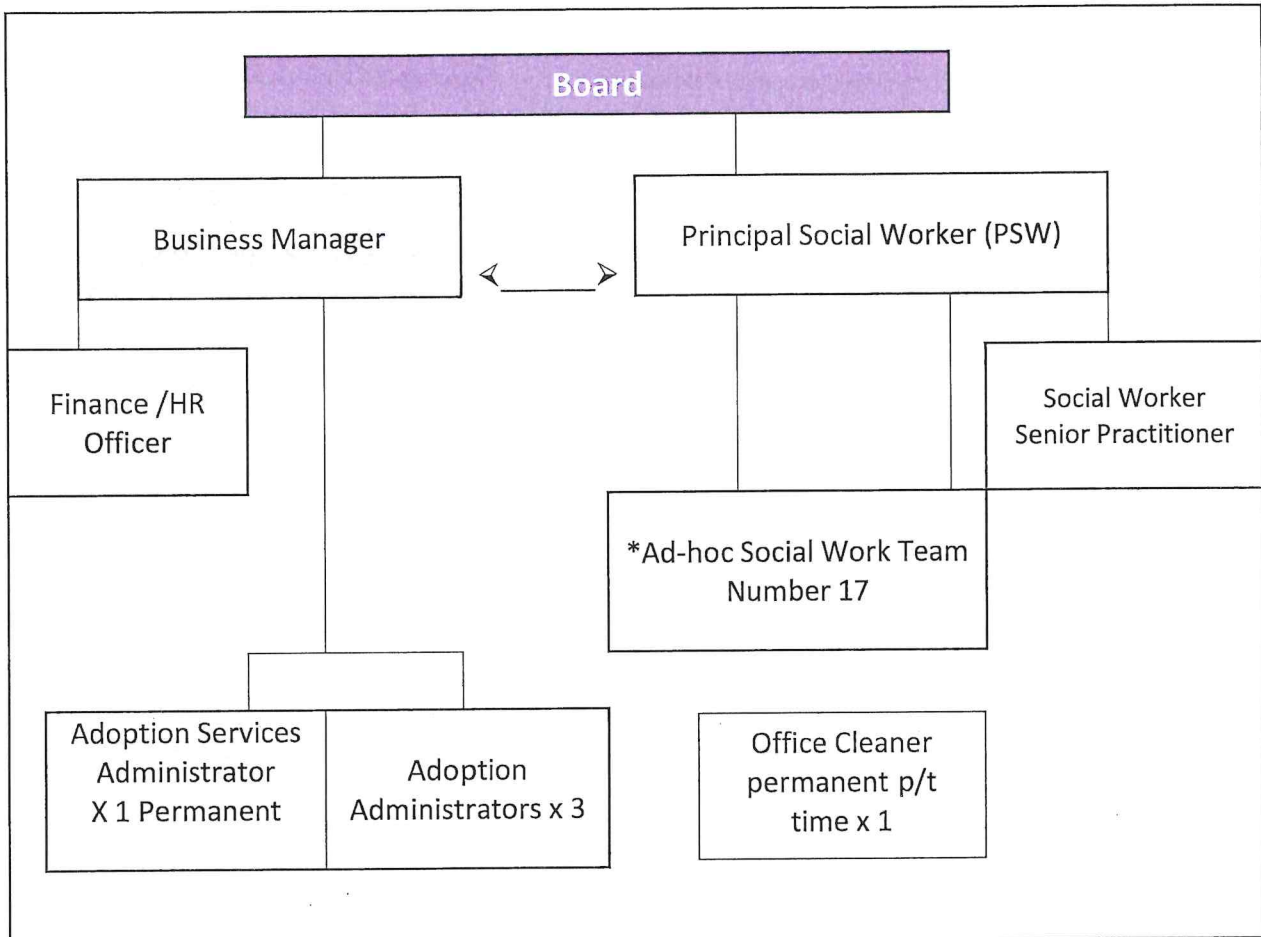 Board
Business Manager
Principal Social Worker (PSW)
Finance /HR
Officer
Social Worker
Senior Practitioner
*Ad-hoc Social Work Team
Number 17
Adoption Services
Administrator
X 1 Permanent
Adoption
Administrators x 3
Office Cleaner
permanent p/t
time x 1